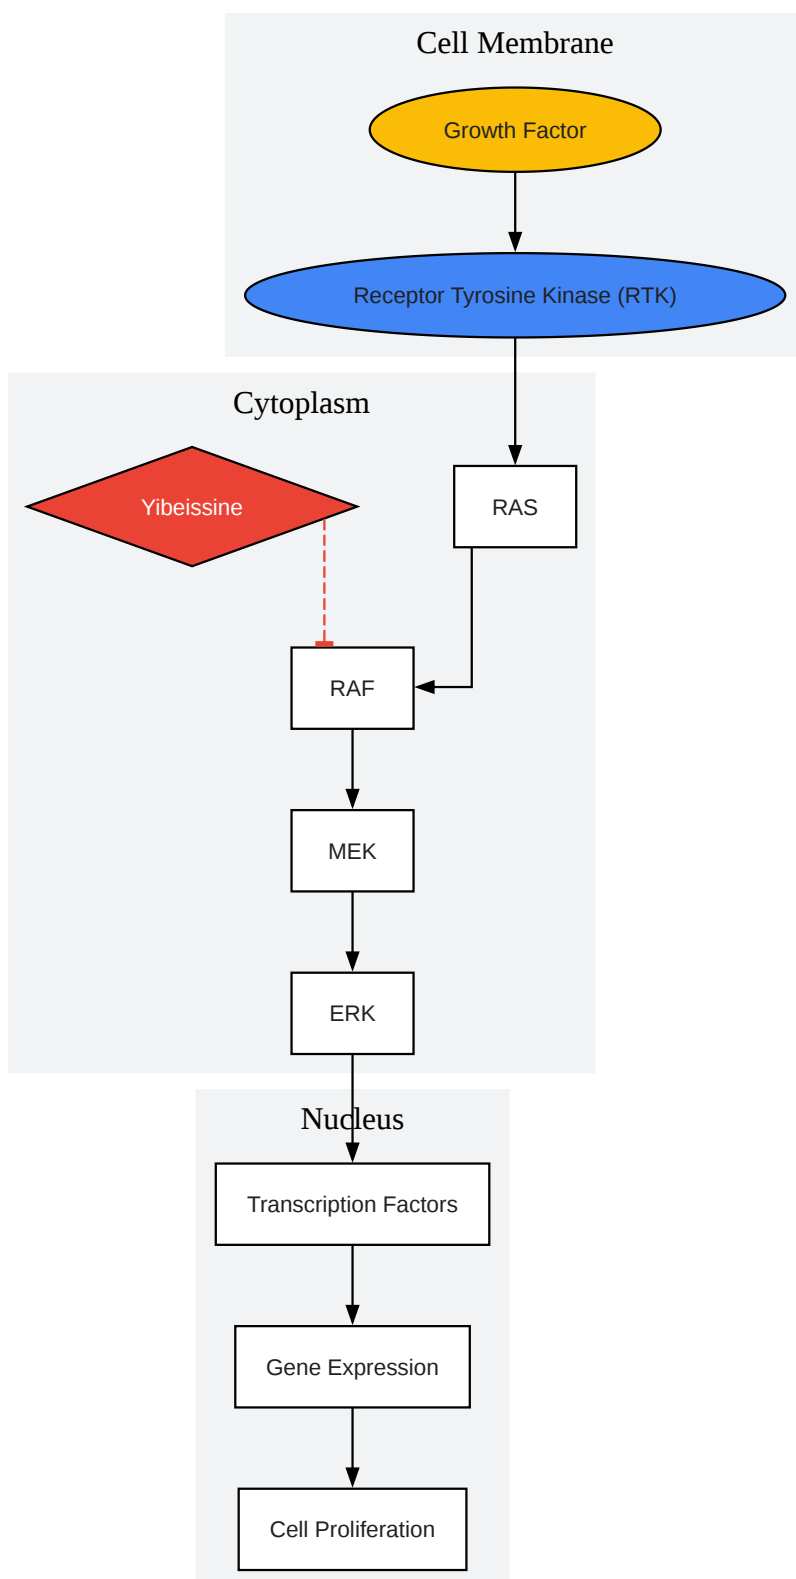 Cell Membrane
Growth Factor
Receptor Tyrosine Kinase (RTK)
Cytoplasm
Yibeissine
RAS
RAF
MEK
ERK
Nucleus
Transcription Factors
Gene Expression
Cell Proliferation